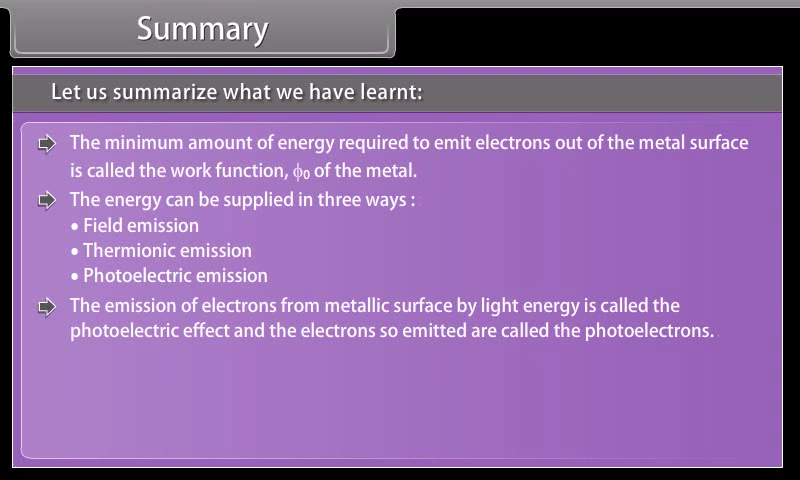 Summary
Let us summarize what we have learnt:
The minimum amount of energy required to emit electrons out of the metal surface
is called the work function, ϕ₀ of the metal.
The energy can be supplied in three ways :
• Field emission
• Thermionic emission
• Photoelectric emission
The emission of electrons from metallic surface by light energy is called the
photoelectric effect and the electrons so emitted are called the photoelectrons.